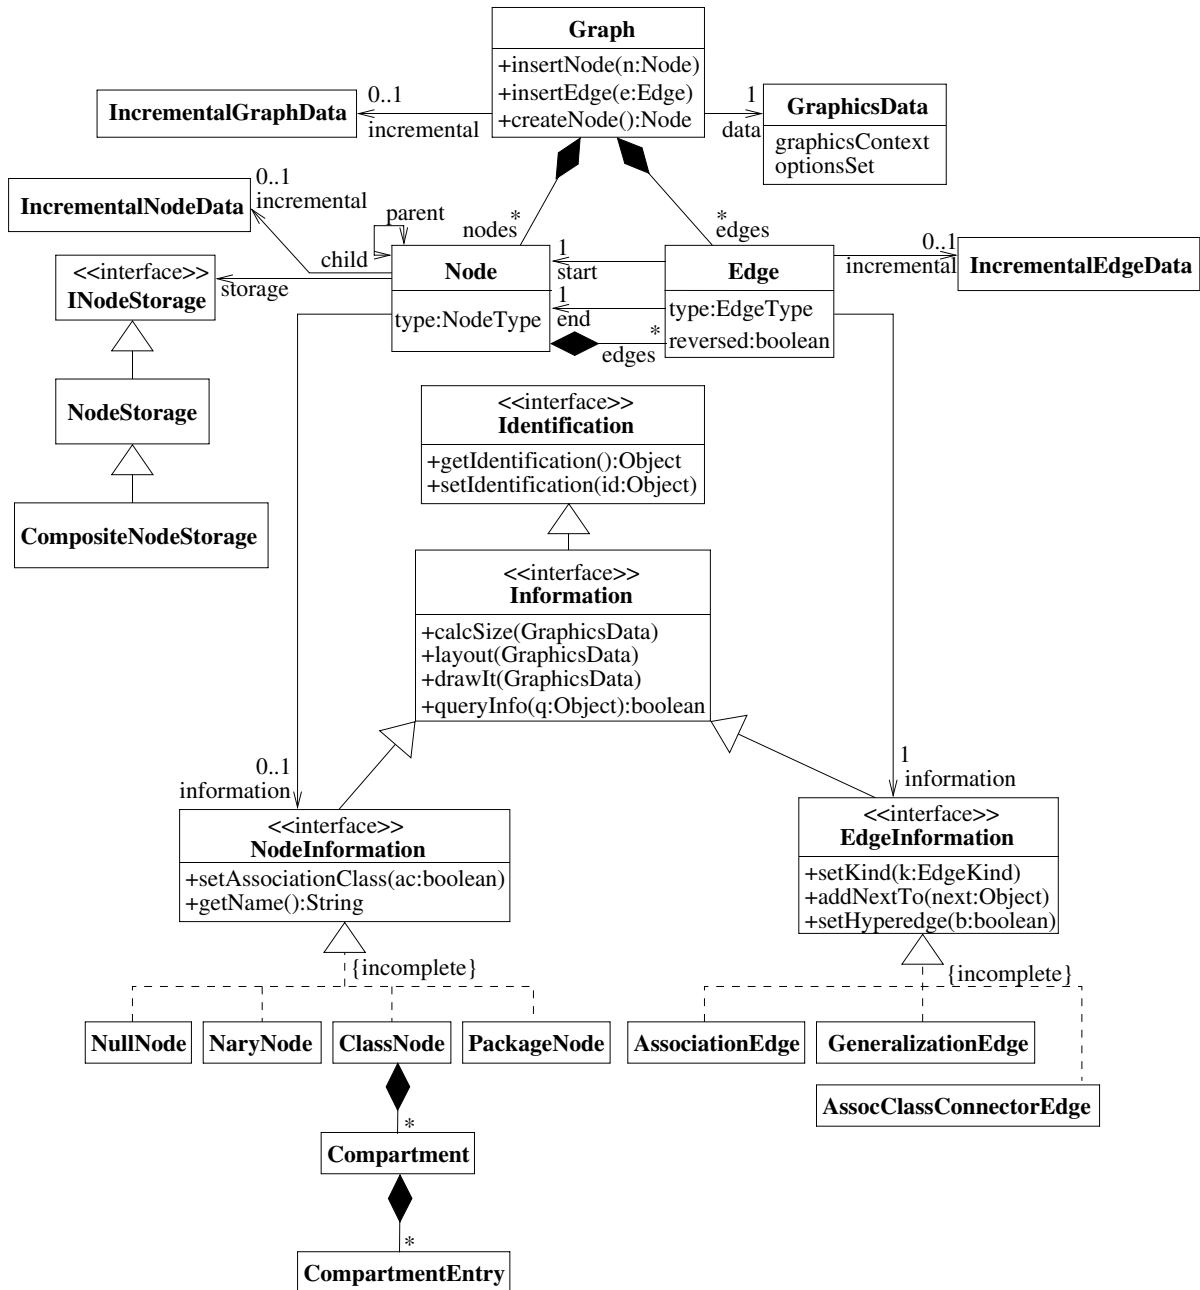 Graph
+insertNode(n:Node)
+insertEdge(e:Edge)
+createNode():Node
IncrementalGraphData
0..1
incremental
1
data
GraphicsData
graphicsContext
optionsSet
IncrementalNodeData
0..1
incremental
parent
child
nodes
*
*
edges
<<interface>>
INodeStorage
storage
Node
type:NodeType
1
start
1
end
edges
*
Edge
type:EdgeType
reversed:boolean
0..1
incremental
IncrementalEdgeData
NodeStorage
CompositeNodeStorage
<<interface>>
Identification
+getIdentification():Object
+setIdentification(id:Object)
<<interface>>
Information
+calcSize(GraphicsData)
+layout(GraphicsData)
+drawIt(GraphicsData)
+queryInfo(q:Object):boolean
0..1
information
1
information
<<interface>>
NodeInformation
+setAssociationClass(ac:boolean)
+getName():String
<<interface>>
EdgeInformation
+setKind(k:EdgeKind)
+addNextTo(next:Object)
+setHyperedge(b:boolean)
{incomplete}
{incomplete}
NullNode
NaryNode
ClassNode
PackageNode
AssociationEdge
GeneralizationEdge
AssocClassConnectorEdge
*
Compartment
*
CompartmentEntry